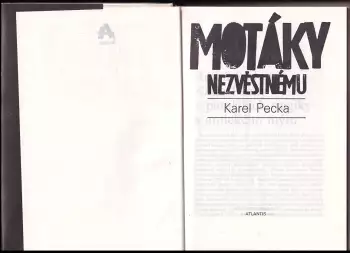 MOTÁKY
NEZVĚSTNÉMU
Karel Pecka
ATLANTIS